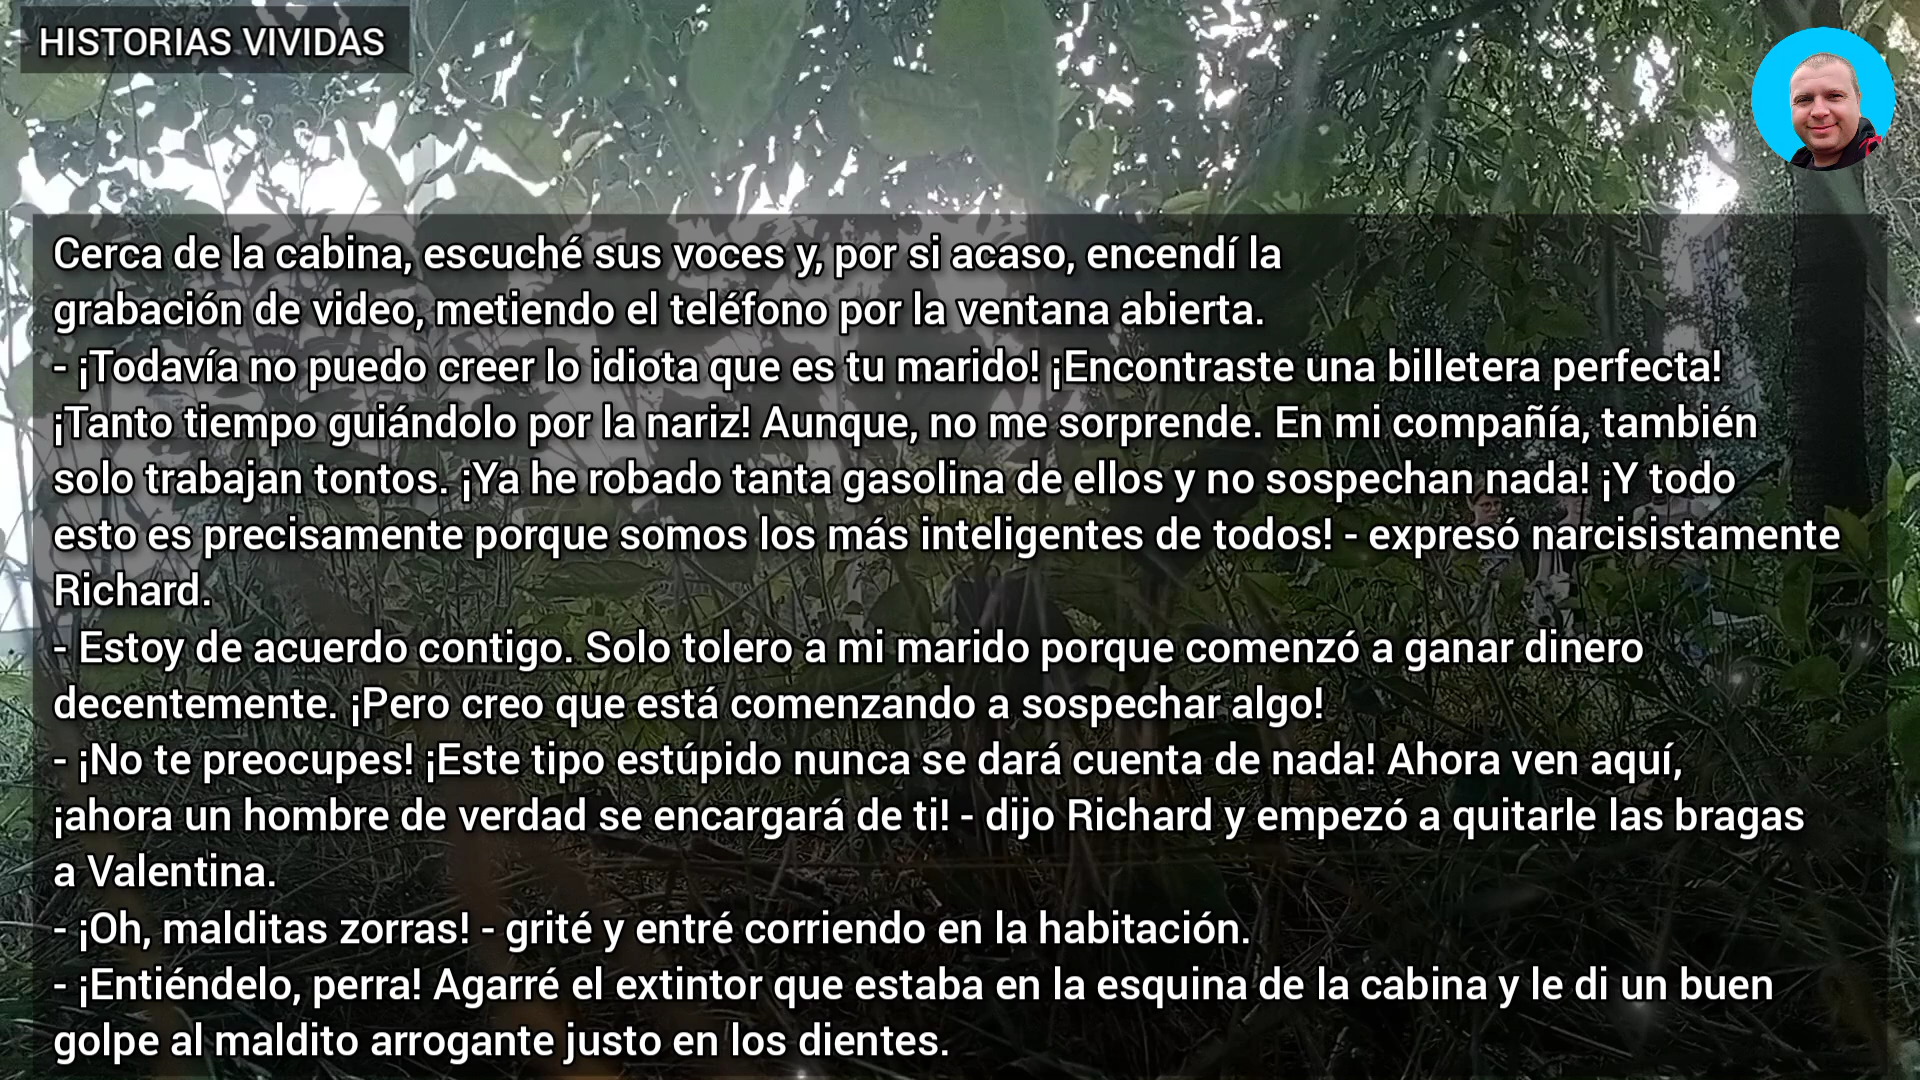 HISTORIAS VIVIDAS
Cerca de la cabina, escuché sus voces y, por si acaso, encendí la
grabación de video, metiendo el teléfono por la ventana abierta.
- ¡Todavía no puedo creer lo idiota que es tu marido! ¡Encontraste una billetera perfecta!
¡Tanto tiempo guiándolo por la nariz! Aunque, no me sorprende. En mi compañía, también
solo trabajan tontos. ¡Ya he robado tanta gasolina de ellos y no sospechan nada! ¡Y todo
esto es precisamente porque somos los más inteligentes de todos! - expresó narcisistamente
Richard.
- Estoy de acuerdo contigo. Solo tolero a mi marido porque comenzó a ganar dinero
decentemente. ¡Pero creo que está comenzando a sospechar algo!
- ¡No te preocupes! ¡Este tipo estúpido nunca se dará cuenta de nada! Ahora ven aquí,
¡ahora un hombre de verdad se encargará de ti! - dijo Richard y empezó a quitarle las bragas
a Valentina.
- ¡Oh, malditas zorras! - grité y entré corriendo en la habitación.
- ¡Entiéndelo, perra! Agarré el extintor que estaba en la esquina de la cabina y le di un buen
golpe al maldito arrogante justo en los dientes.